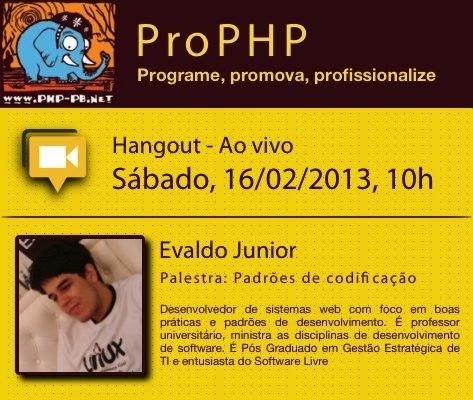 ProPHP
Programe, promova, profissionalize
www.PHP-PB.NET
Hangout - Ao vivo
Sábado, 16/02/2013, 10h
Evaldo Junior
Palestra: Padrões de codificação
Desenvolvedor de sistemas web com foco em boas
práticas e padrões de desenvolvimento. É professor
universitário, ministra as disciplinas de desenvolvimento
de software. É Pós Graduado em Gestão Estratégica de
TI e entusiasta do Software Livre